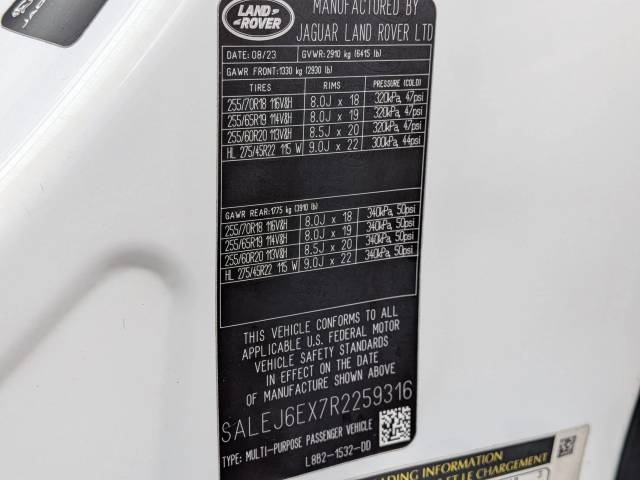 LAND
ROVER
MANUFACTURED BY
JAGUAR LAND ROVER LTD
DATE: 08/23 GVWR: 2910 kg (6415 lb)
GAWR FRONT: 1330 kg (2930 lb)
TIRES RIMS PRESSURE (COLD)
255/70R18 116V&H 8.0J x 18 320kPa, 47psi
255/65R19 114V&H 8.0J x 19 320kPa, 47psi
255/60R20 113V&H 8.5J x 20 320kPa, 47psi
HL 275/45R22 115 W 9.0J x 22 300kPa, 44psi
GAWR REAR: 1775 kg (3910 lb)
255/70R18 116V&H 8.0J x 18 340kPa, 50psi
255/65R19 114V&H 8.0J x 19 340kPa, 50psi
255/60R20 113V&H 8.5J x 20 340kPa, 50psi
HL 275/45R22 115 W 9.0J x 22 340kPa, 50psi
THIS VEHICLE CONFORMS TO ALL
APPLICABLE U.S. FEDERAL MOTOR
VEHICLE SAFETY STANDARDS
IN EFFECT ON THE DATE
OF MANUFACTURE SHOWN ABOVE
SALEJ6EX7R2259316
TYPE: MULTI-PURPOSE PASSENGER VEHICLE
L8B2-1532-DD
ADING INFORMATION
ET LE CHARGEMENT